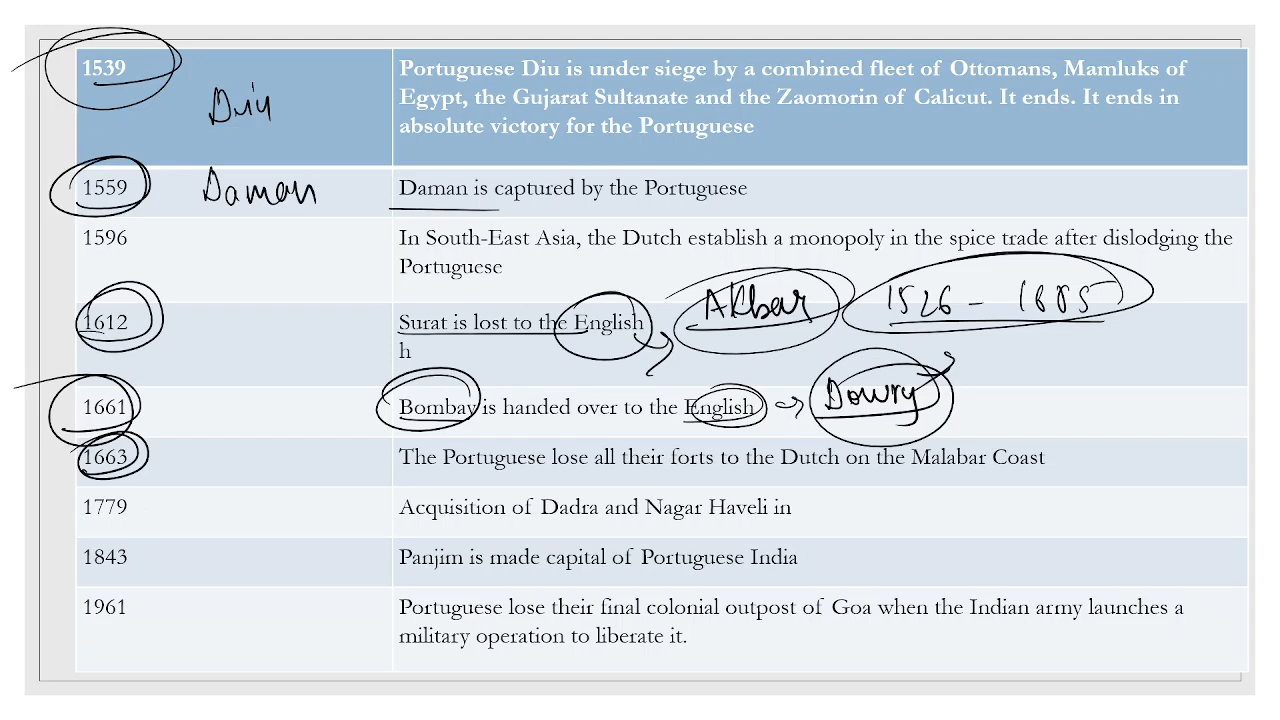 1539
Diu
Portuguese Diu is under siege by a combined fleet of Ottomans, Mamluks of
Egypt, the Gujarat Sultanate and the Zaomorin of Calicut. It ends. It ends in
absolute victory for the Portuguese
1559
Daman
Daman is captured by the Portuguese
1596
In South-East Asia, the Dutch establish a monopoly in the spice trade after dislodging the
Portuguese
1612
Surat is lost to the English
h
Akbar
1526 -
1661
Bombay is handed over to the English
Dowry
1663
The Portuguese lose all their forts to the Dutch on the Malabar Coast
1779
Acquisition of Dadra and Nagar Haveli in
1843
Panjim is made capital of Portuguese India
1961
Portuguese lose their final colonial outpost of Goa when the Indian army launches a
military operation to liberate it.